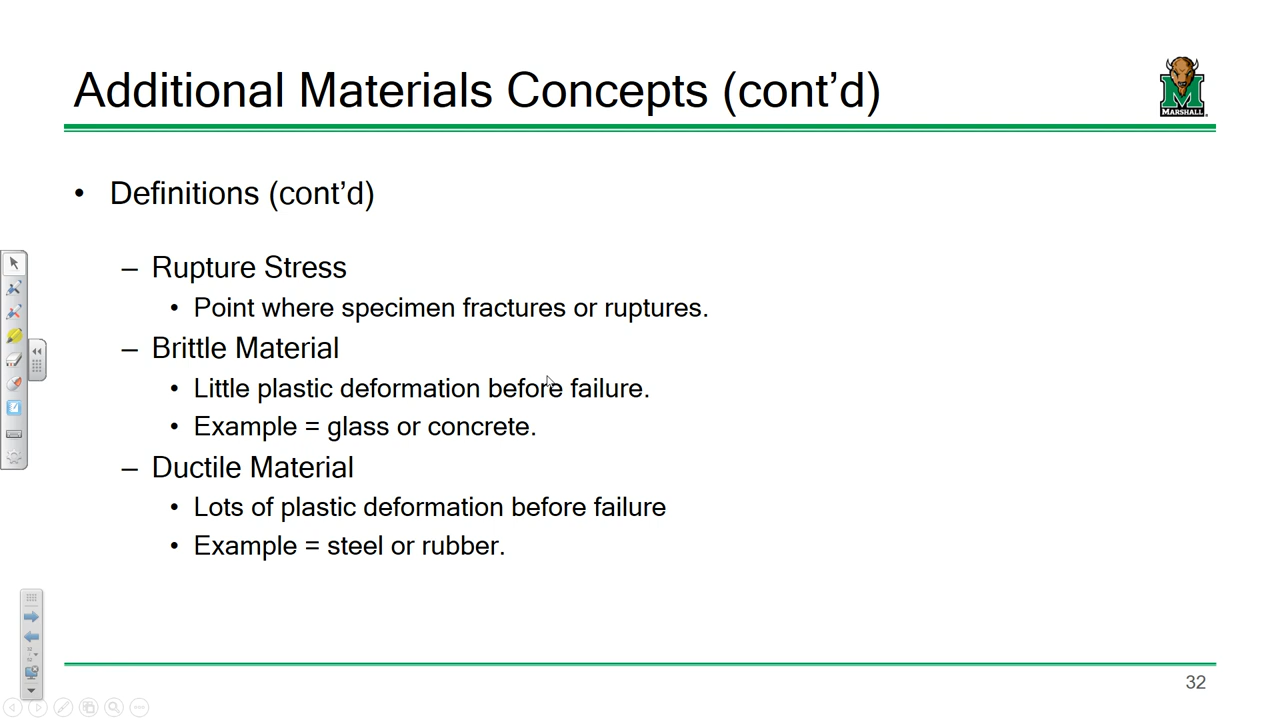 Additional Materials Concepts (cont’d)
MARSHALL
• Definitions (cont’d)
– Rupture Stress
• Point where specimen fractures or ruptures.
– Brittle Material
• Little plastic deformation before failure.
• Example = glass or concrete.
– Ductile Material
• Lots of plastic deformation before failure
• Example = steel or rubber.
32